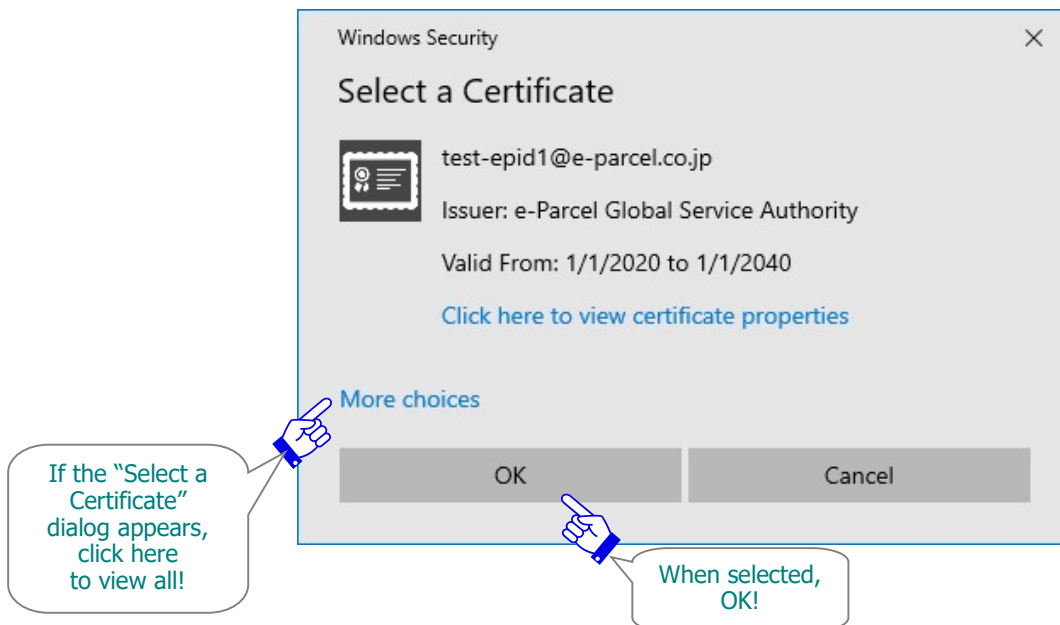 Windows Security
Select a Certificate
test-epid1@e-parcel.co.jp
Issuer: e-Parcel Global Service Authority
Valid From: 1/1/2020 to 1/1/2040
Click here to view certificate properties
More choices
OK
Cancel
If the “Select a
Certificate”
dialog appears,
click here
to view all!
When selected,
OK!